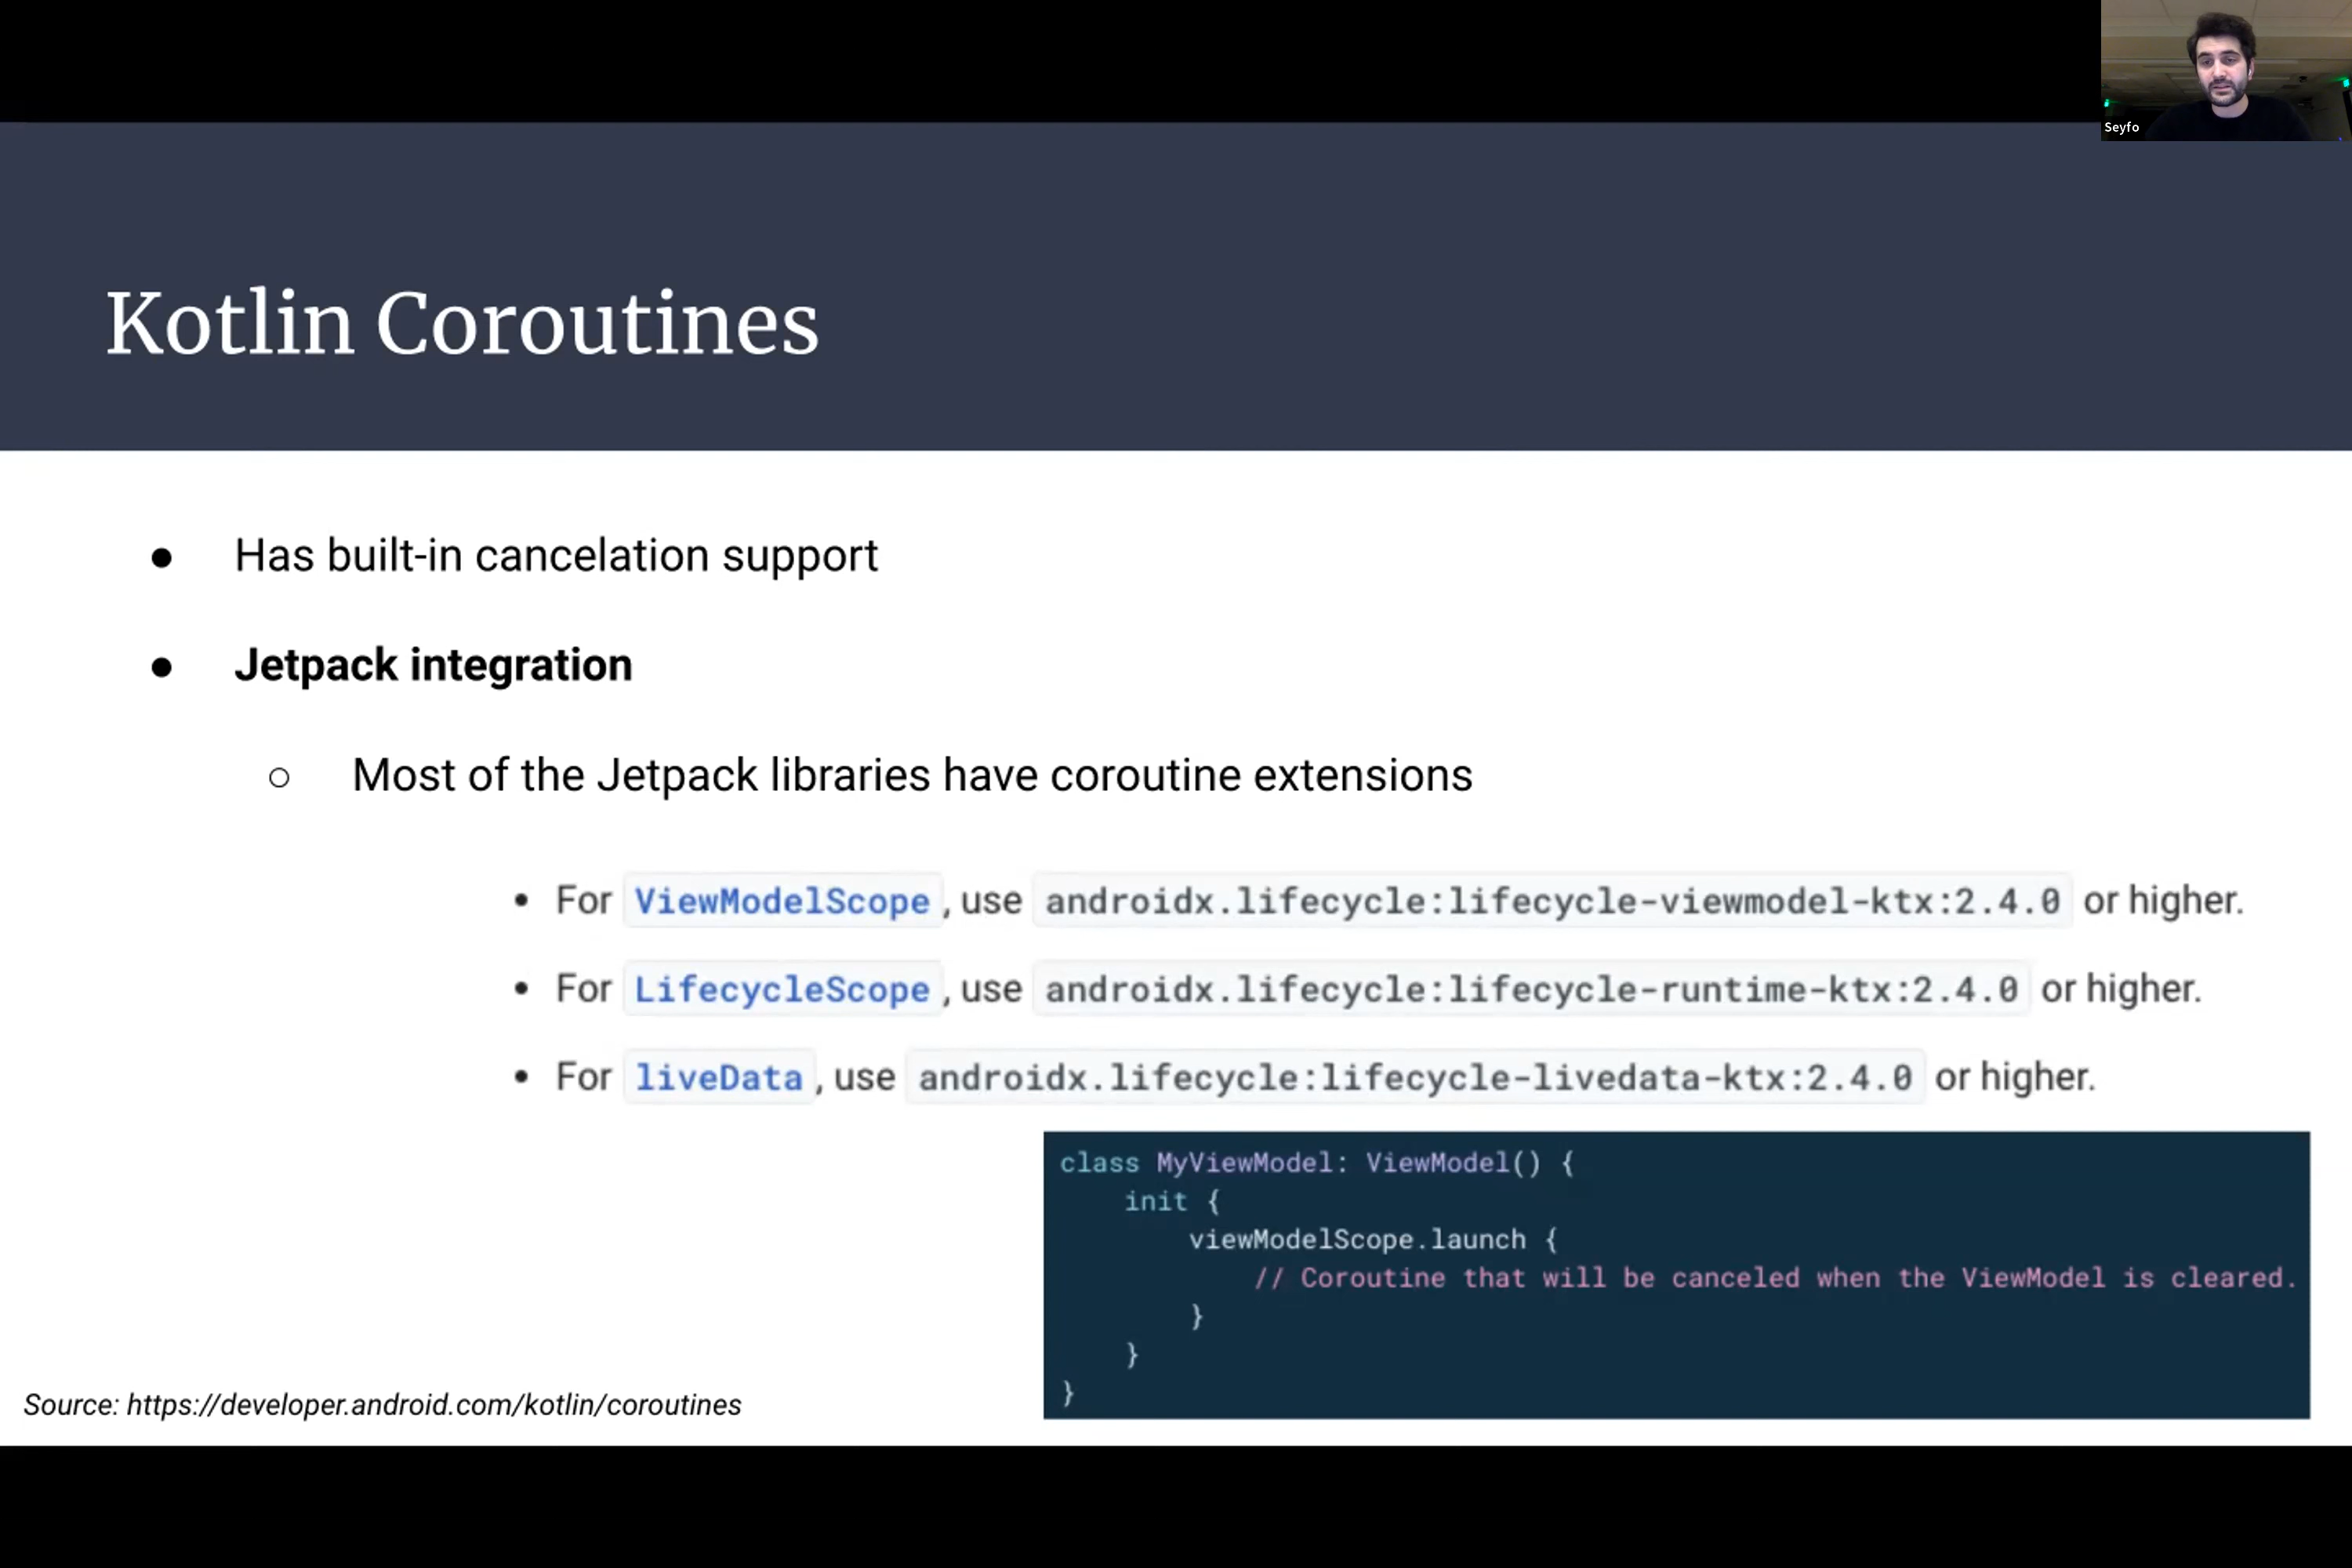 Seyfo
Kotlin Coroutines
● Has built-in cancelation support
● Jetpack integration
○ Most of the Jetpack libraries have coroutine extensions
• For ViewModelScope, use androidx.lifecycle:lifecycle-viewmodel-ktx:2.4.0 or higher.
• For LifecycleScope, use androidx.lifecycle:lifecycle-runtime-ktx:2.4.0 or higher.
• For liveData, use androidx.lifecycle:lifecycle-livedata-ktx:2.4.0 or higher.
class MyViewModel: ViewModel() {
    init {
        viewModelScope.launch {
            // Coroutine that will be canceled when the ViewModel is cleared.
        }
    }
}
Source: https://developer.android.com/kotlin/coroutines